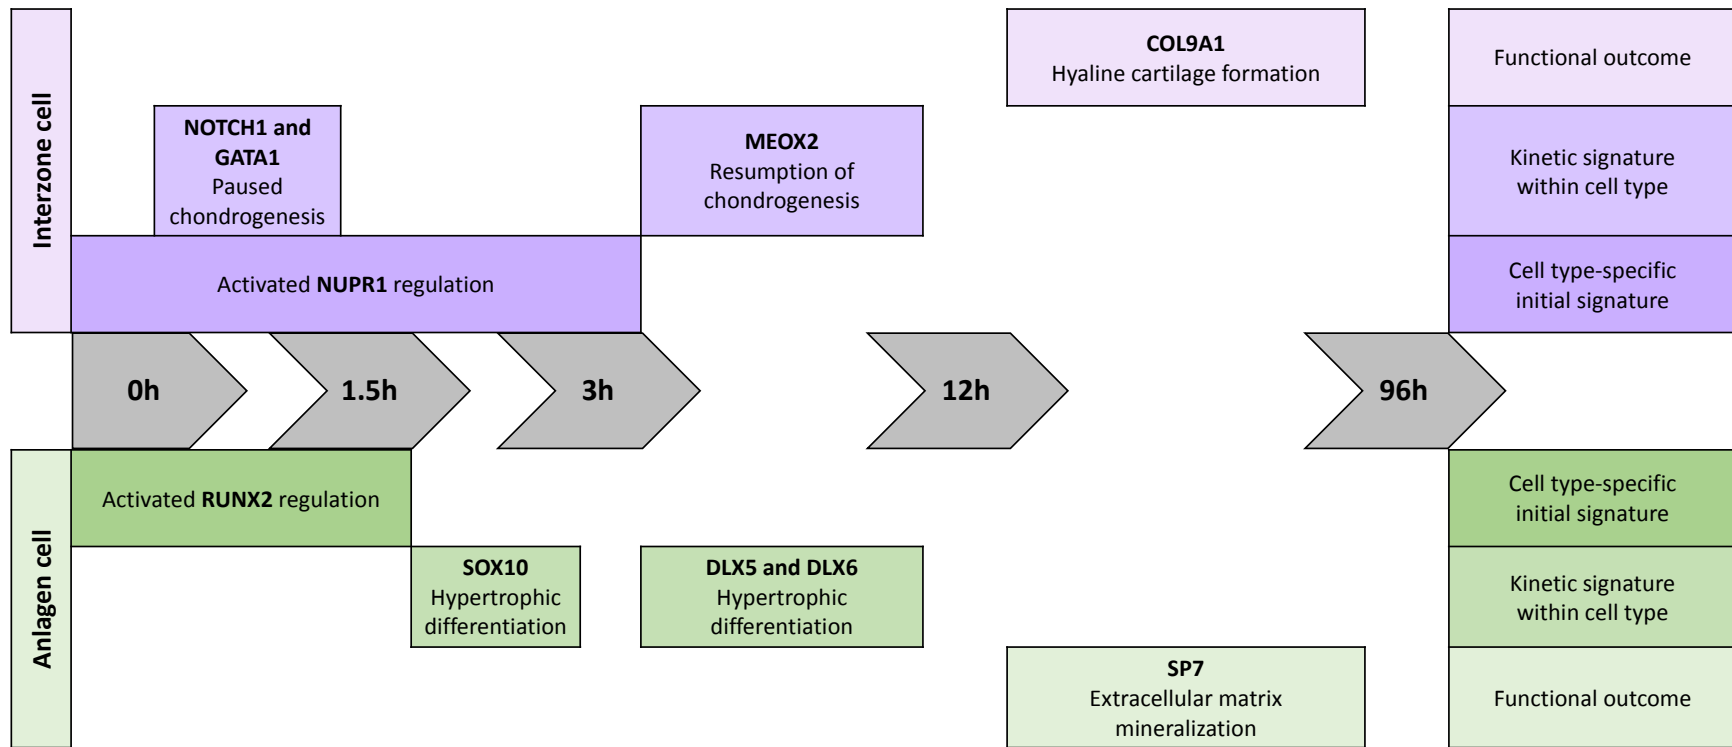 Interzone cell
COL9A1
Hyaline cartilage formation
Functional outcome
NOTCH1 and
GATA1
Paused
chondrogenesis
MEOX2
Resumption of
chondrogenesis
Kinetic signature
within cell type
Activated NUPR1 regulation
Cell type-specific
initial signature
0h
1.5h
3h
12h
96h
Anlagen cell
Activated RUNX2 regulation
Cell type-specific
initial signature
SOX10
Hypertrophic
differentiation
DLX5 and DLX6
Hypertrophic
differentiation
Kinetic signature
within cell type
SP7
Extracellular matrix
mineralization
Functional outcome